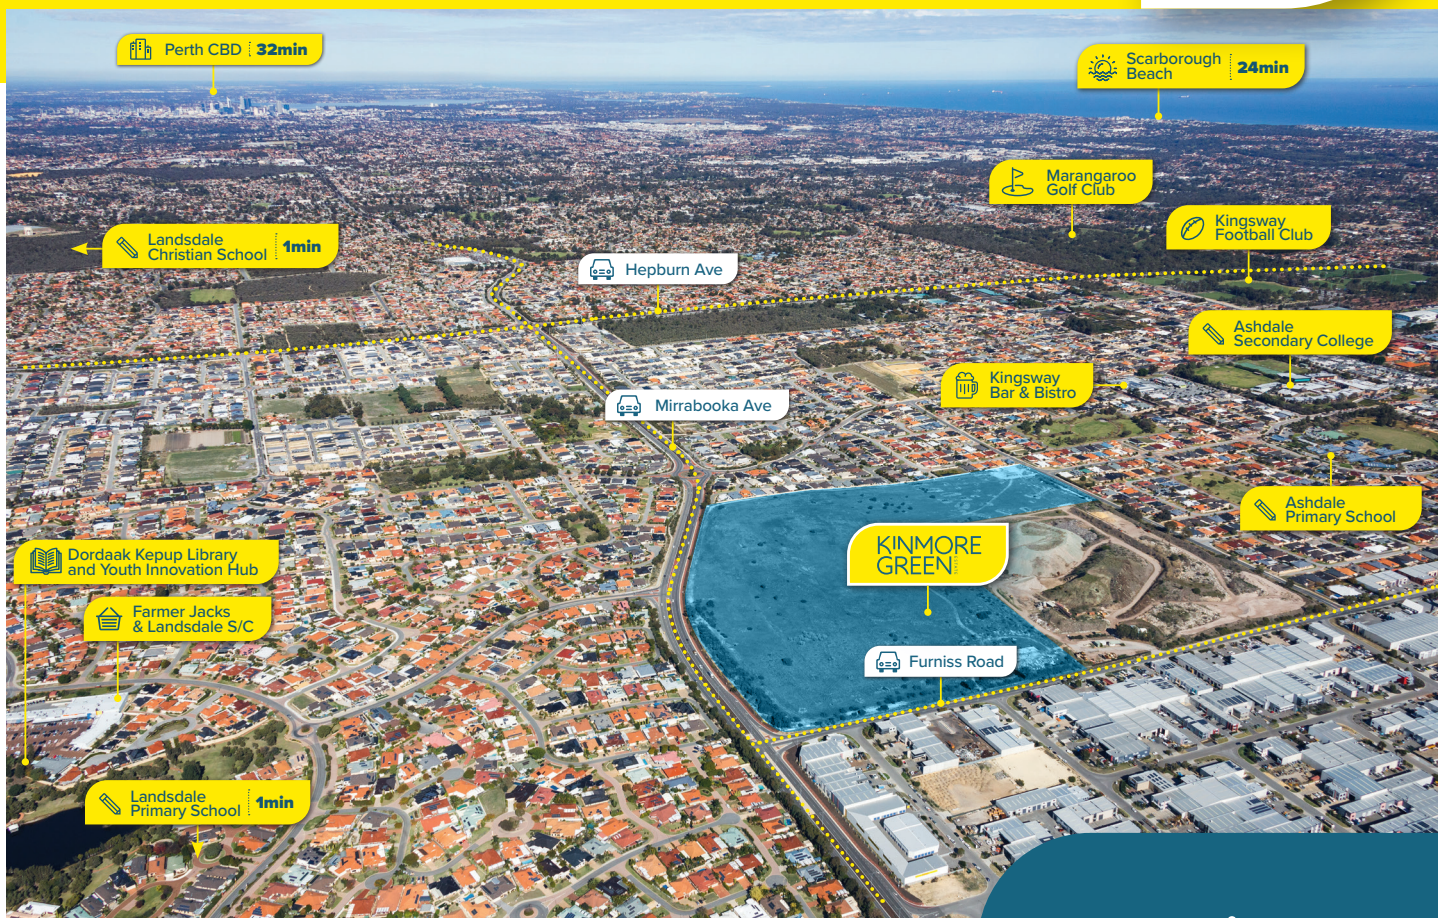 Perth CBD 32min
Scarborough
Beach 24min
Marangaroo
Golf Club
Kingsway
Football Club
Landsdale
Christian School 1min
Hepburn Ave
Ashdale
Secondary College
Kingsway
Bar & Bistro
Mirrabooka Ave
Ashdale
Primary School
KINMORE
GREEN
Dordaak Kepup Library
and Youth Innovation Hub
Farmer Jacks
& Landsdale S/C
Furniss Road
Landsdale
Primary School 1min